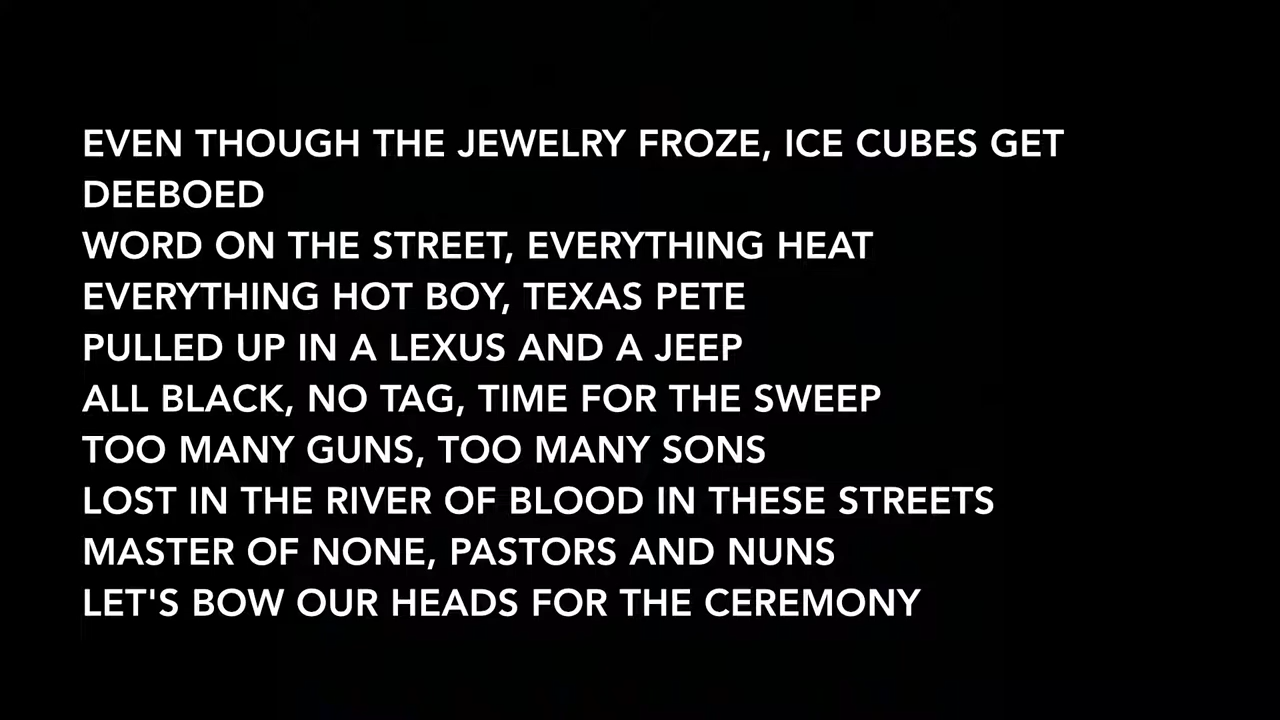 EVEN THOUGH THE JEWELRY FROZE, ICE CUBES GET
DEEBOED
WORD ON THE STREET, EVERYTHING HEAT
EVERYTHING HOT BOY, TEXAS PETE
PULLED UP IN A LEXUS AND A JEEP
ALL BLACK, NO TAG, TIME FOR THE SWEEP
TOO MANY GUNS, TOO MANY SONS
LOST IN THE RIVER OF BLOOD IN THESE STREETS
MASTER OF NONE, PASTORS AND NUNS
LET'S BOW OUR HEADS FOR THE CEREMONY